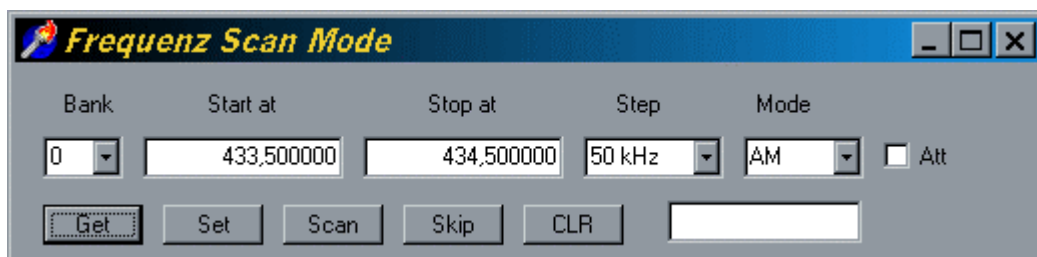 Frequenz Scan Mode
Bank Start at Stop at Step Mode
0 433,500000 434,500000 50 kHz AM Att
Get Set Scan Skip CLR